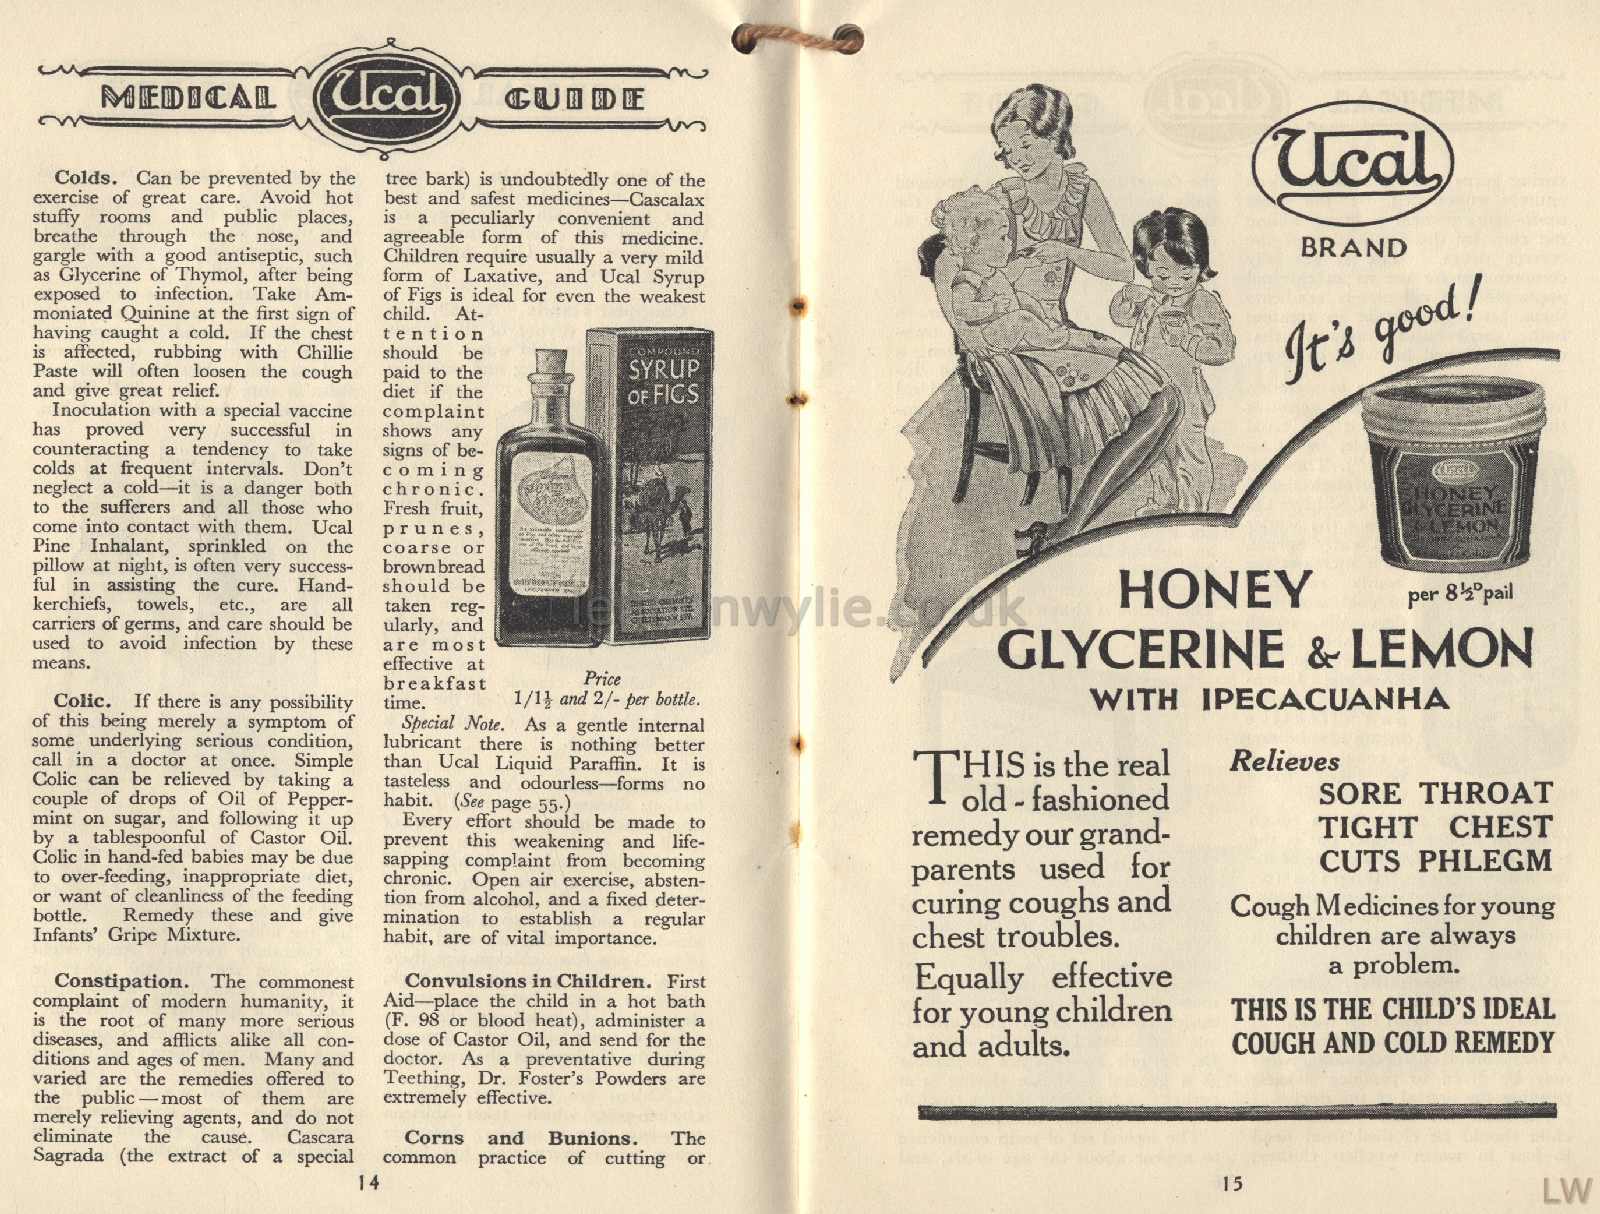 MEDICAL Ucal GUIDE
Colds. Can be prevented by the
exercise of great care. Avoid hot
stuffy rooms and public places,
breathe through the nose, and
gargle with a good antiseptic, such
as Glycerine of Thymol, after being
exposed to infection. Take Am-
moniated Quinine at the first sign of
having caught a cold. If the chest
is affected, rubbing with Chillie
Paste will often loosen the cough
and give great relief.
Inoculation with a special vaccine
has proved very successful in
counteracting a tendency to take
colds at frequent intervals. Don't
neglect a cold—it is a danger both
to the sufferers and all those who
come into contact with them. Ucal
Pine Inhalant, sprinkled on the
pillow at night, is often very success-
ful in assisting the cure. Hand-
kerchiefs, towels, etc., are all
carriers of germs, and care should be
used to avoid infection by these
means.
Colic. If there is any possibility
of this being merely a symptom of
some underlying serious condition,
call in a doctor at once. Simple
Colic can be relieved by taking a
couple of drops of Oil of Pepper-
mint on sugar, and following it up
by a tablespoonful of Castor Oil.
Colic in hand-fed babies may be due
to over-feeding, inappropriate diet,
or want of cleanliness of the feeding
bottle. Remedy these and give
Infants' Gripe Mixture.
Constipation. The commonest
complaint of modern humanity, it
is the root of many more serious
diseases, and afflicts alike all con-
ditions and ages of men. Many and
varied are the remedies offered to
the public—most of them are
merely relieving agents, and do not
eliminate the cause. Cascara
Sagrada (the extract of a special
tree bark) is undoubtedly one of the
best and safest medicines—Cascalax
is a peculiarly convenient and
agreeable form of this medicine.
Children require usually a very mild
form of Laxative, and Ucal Syrup
of Figs is ideal for even the weakest
child. At-
tention
should be
paid to the
diet if the
complaint
shows any
signs of be-
coming
chronic.
Fresh fruit,
prunes,
coarse or
brown bread
should be
taken reg-
ularly, and
are most
effective at
breakfast
time.
COMPOUND
SYRUP
OF FIGS
Price
1/1½ and 2/- per bottle.
Special Note. As a gentle internal
lubricant there is nothing better
than Ucal Liquid Paraffin. It is
tasteless and odourless—forms no
habit. (See page 55.)
Every effort should be made to
prevent this weakening and life-
sapping complaint from becoming
chronic. Open air exercise, absten-
tion from alcohol, and a fixed deter-
mination to establish a regular
habit, are of vital importance.
Convulsions in Children. First
Aid—place the child in a hot bath
(F. 98 or blood heat), administer a
dose of Castor Oil, and send for the
doctor. As a preventative during
Teething, Dr. Foster's Powders are
extremely effective.
Corns and Bunions. The
common practice of cutting or
14
Ucal
BRAND
It's good!
Ucal
HONEY
GLYCERINE
& LEMON
per 8½D pail
HONEY
GLYCERINE & LEMON
WITH IPECACUANHA
THIS is the real
old-fashioned
remedy our grand-
parents used for
curing coughs and
chest troubles.
Equally effective
for young children
and adults.
Relieves
SORE THROAT
TIGHT CHEST
CUTS PHLEGM
Cough Medicines for young
children are always
a problem.
THIS IS THE CHILD'S IDEAL
COUGH AND COLD REMEDY
15
LW